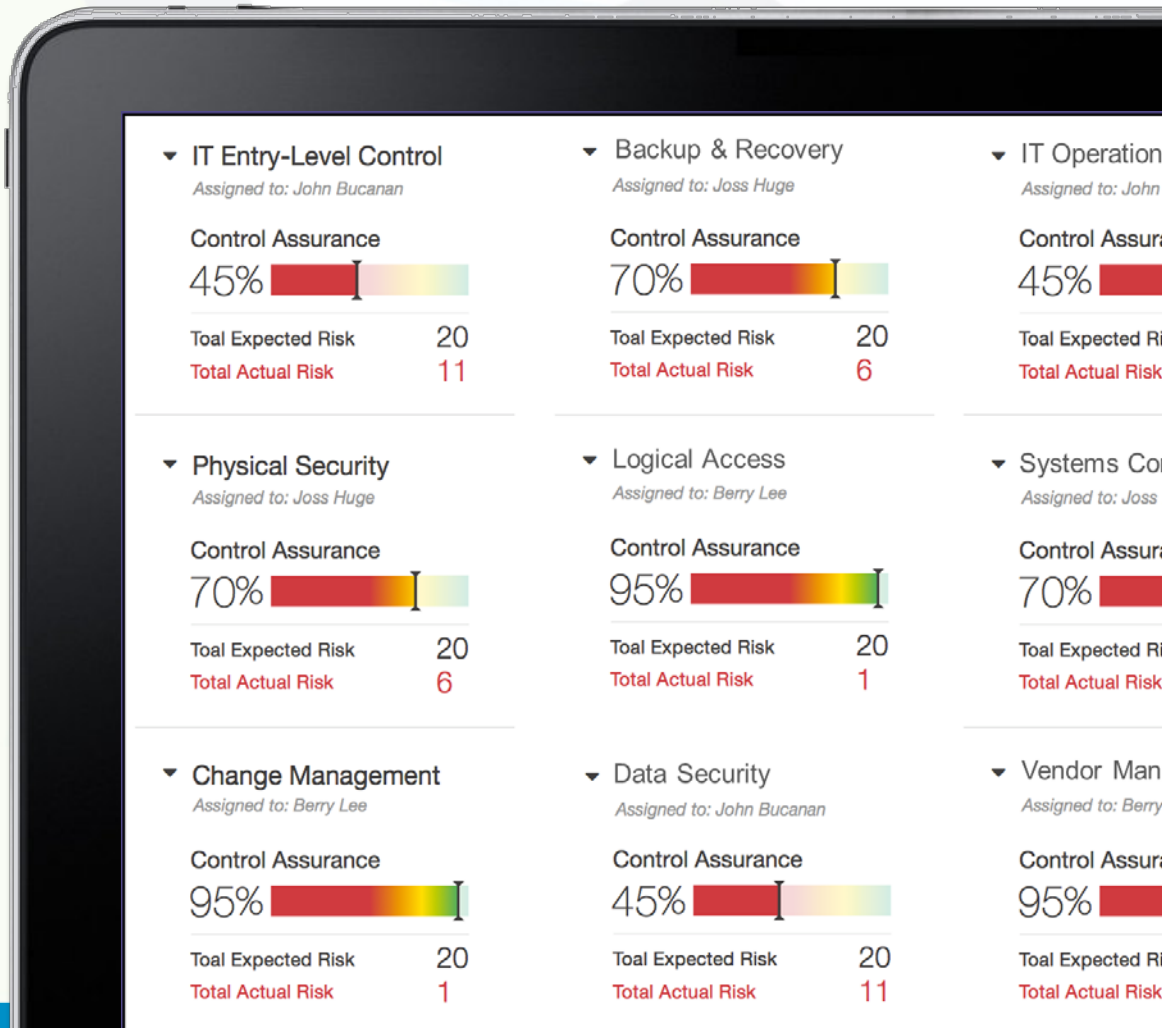 IT Entry-Level Control
Assigned to: John Bucanan
Control Assurance
45%
Toal Expected Risk 20
Total Actual Risk 11
Backup & Recovery
Assigned to: Joss Huge
Control Assurance
70%
Toal Expected Risk 20
Total Actual Risk 6
IT Operation
Assigned to: John
Control Assura
45%
Toal Expected Ri
Total Actual Risk
Physical Security
Assigned to: Joss Huge
Control Assurance
70%
Toal Expected Risk 20
Total Actual Risk 6
Logical Access
Assigned to: Berry Lee
Control Assurance
95%
Toal Expected Risk 20
Total Actual Risk 1
Systems Con
Assigned to: Joss
Control Assura
70%
Toal Expected Ri
Total Actual Risk
Change Management
Assigned to: Berry Lee
Control Assurance
95%
Toal Expected Risk 20
Total Actual Risk 1
Data Security
Assigned to: John Bucanan
Control Assurance
45%
Toal Expected Risk 20
Total Actual Risk 11
Vendor Man
Assigned to: Berry
Control Assura
95%
Toal Expected Ri
Total Actual Risk